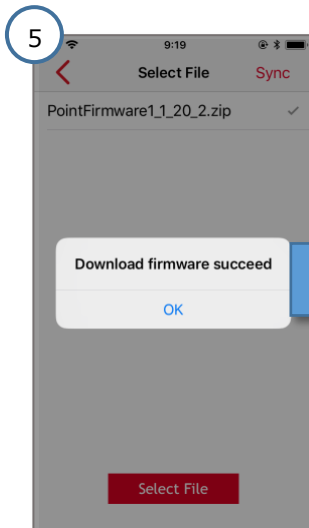 5
9:19
Select File Sync
PointFirmware1_1_20_2.zip
Download firmware succeed
OK
Select File